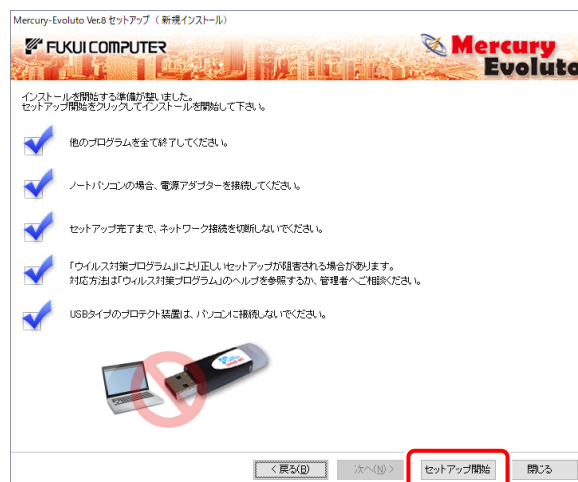 Mercury-Evoluto Ver.8 セットアップ（ 新規インストール）
FUKUI COMPUTER
Mercury
Evoluto
インストールを開始する準備が整いました。
セットアップ開始をクリックしてインストールを開始して下さい。
他のプログラムを全て終了してください。
ノートパソコンの場合、電源アダプターを接続してください。
セットアップ完了まで、ネットワーク接続を切断しないでください。
「ウイルス対策プログラム」により正しいセットアップが阻害される場合があります。
対応方法は「ウィルス対策プログラム」のヘルプを参照するか、管理者へご相談ください。
USBタイプのプロテクト装置は、パソコンに接続しないでください。
< 戻る(B) 次へ(N) > セットアップ開始 閉じる